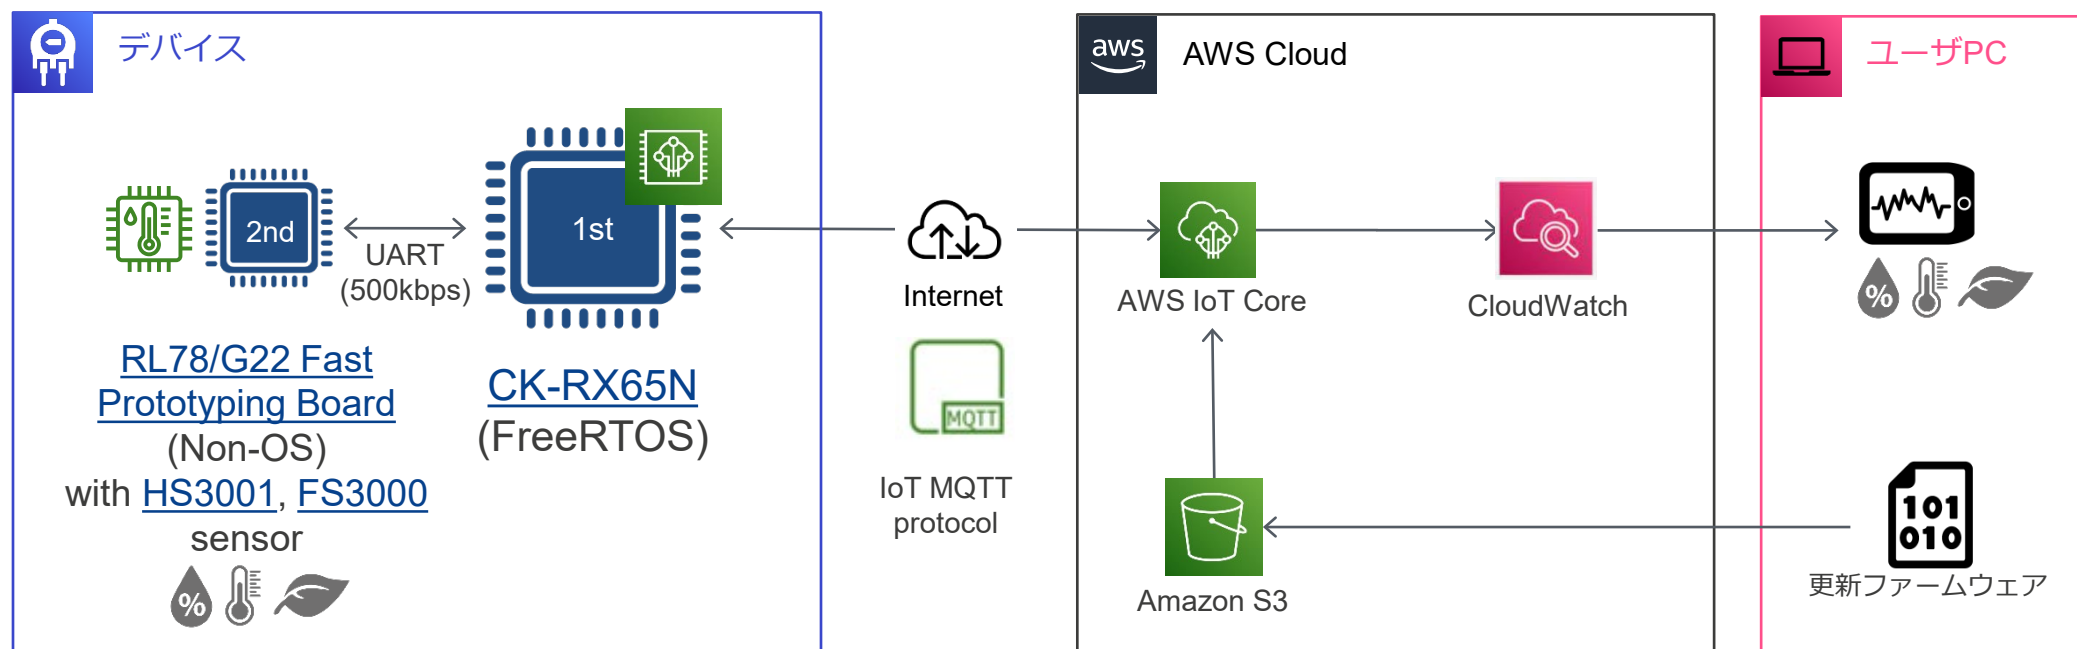 デバイス
2nd
UART
(500kbps)
1st
RL78/G22 Fast
Prototyping Board
(Non-OS)
with HS3001, FS3000
sensor
%
CK-RX65N
(FreeRTOS)
Internet
MQTT
IoT MQTT
protocol
aws
AWS Cloud
AWS IoT Core
CloudWatch
Amazon S3
ユーザPC
%
101
010
更新ファームウェア